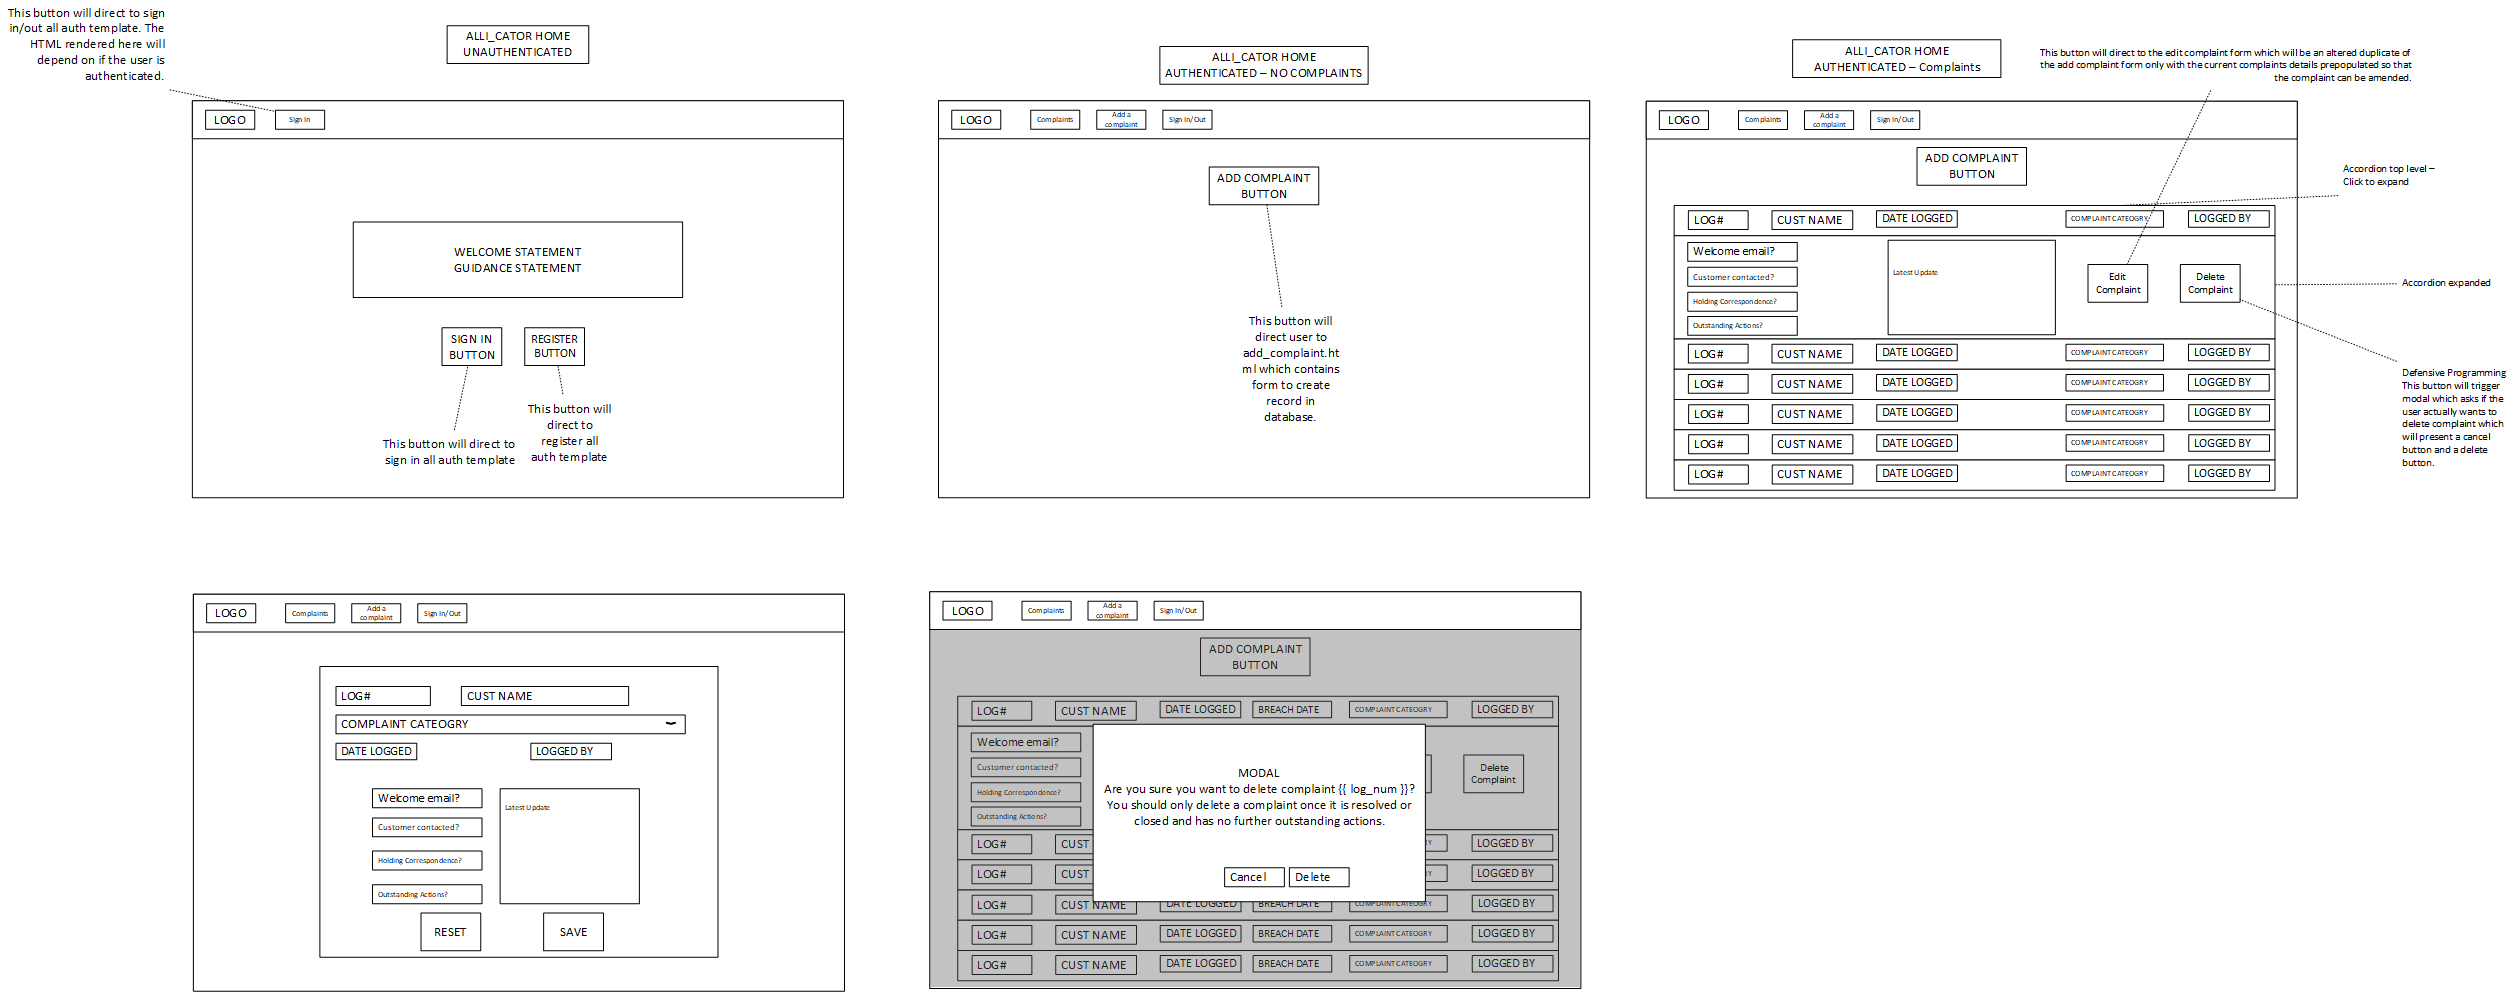 This button will direct to sign
in/out all auth template. The
HTML rendered here will
depend on if the user is
authenticated.
ALLI_CATOR HOME
UNAUTHENTICATED
LOGO
Sign In
WELCOME STATEMENT
GUIDANCE STATEMENT
SIGN IN
BUTTON
REGISTER
BUTTON
This button will direct to
sign in all auth template
This button will
direct to
register all
auth template
ALLI_CATOR HOME
AUTHENTICATED – NO COMPLAINTS
LOGO
Complaints
Add a
complaint
Sign In/Out
ADD COMPLAINT
BUTTON
This button will
direct user to
add_complaint.ht
ml which contains
form to create
record in
database.
ALLI_CATOR HOME
AUTHENTICATED – Complaints
This button will direct to the edit complaint form which will be an altered duplicate of
the add complaint form only with the current complaints details prepopulated so that
the complaint can be amended.
LOGO
Complaints
Add a
complaint
Sign In/Out
ADD COMPLAINT
BUTTON
Accordion top level –
Click to expand
LOG#
CUST NAME
DATE LOGGED
COMPLAINT CATEOGRY
LOGGED BY
Welcome email?
Customer contacted?
Holding Correspondence?
Outstanding Actions?
Latest Update
Edit
Complaint
Delete
Complaint
Accordion expanded
LOG#
CUST NAME
DATE LOGGED
COMPLAINT CATEOGRY
LOGGED BY
LOG#
CUST NAME
DATE LOGGED
COMPLAINT CATEOGRY
LOGGED BY
LOG#
CUST NAME
DATE LOGGED
COMPLAINT CATEOGRY
LOGGED BY
LOG#
CUST NAME
DATE LOGGED
COMPLAINT CATEOGRY
LOGGED BY
LOG#
CUST NAME
DATE LOGGED
COMPLAINT CATEOGRY
LOGGED BY
Defensive Programming
This button will trigger
modal which asks if the
user actually wants to
delete complaint which
will present a cancel
button and a delete
button.
LOGO
Complaints
Add a
complaint
Sign In/Out
LOG#
CUST NAME
COMPLAINT CATEOGRY
DATE LOGGED
LOGGED BY
Welcome email?
Customer contacted?
Holding Correspondence?
Outstanding Actions?
Latest Update
RESET
SAVE
LOGO
Complaints
Add a
complaint
Sign In/Out
ADD COMPLAINT
BUTTON
LOG#
CUST NAME
DATE LOGGED
BREACH DATE
COMPLAINT CATEOGRY
LOGGED BY
Welcome email?
Customer contacted?
Holding Correspondence?
Outstanding Actions?
Delete
Complaint
MODAL
Are you sure you want to delete complaint {{ log_num }}?
You should only delete a complaint once it is resolved or
closed and has no further outstanding actions.
Cancel
Delete
LOG#
CUST
RY
LOGGED BY
LOG#
CUST
RY
LOGGED BY
LOG#
CUST NAME
DATE LOGGED
BREACH DATE
COMPLAINT CATEOGRY
LOGGED BY
LOG#
CUST NAME
DATE LOGGED
BREACH DATE
COMPLAINT CATEOGRY
LOGGED BY
LOG#
CUST NAME
DATE LOGGED
BREACH DATE
COMPLAINT CATEOGRY
LOGGED BY